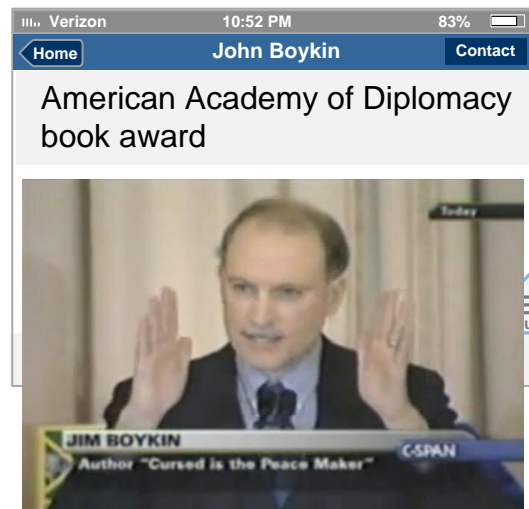 Verizon 10:52 PM 83%
Home John Boykin Contact
American Academy of Diplomacy
book award
Today
JIM BOYKIN
Author "Cursed is the Peace Maker"
C-SPAN